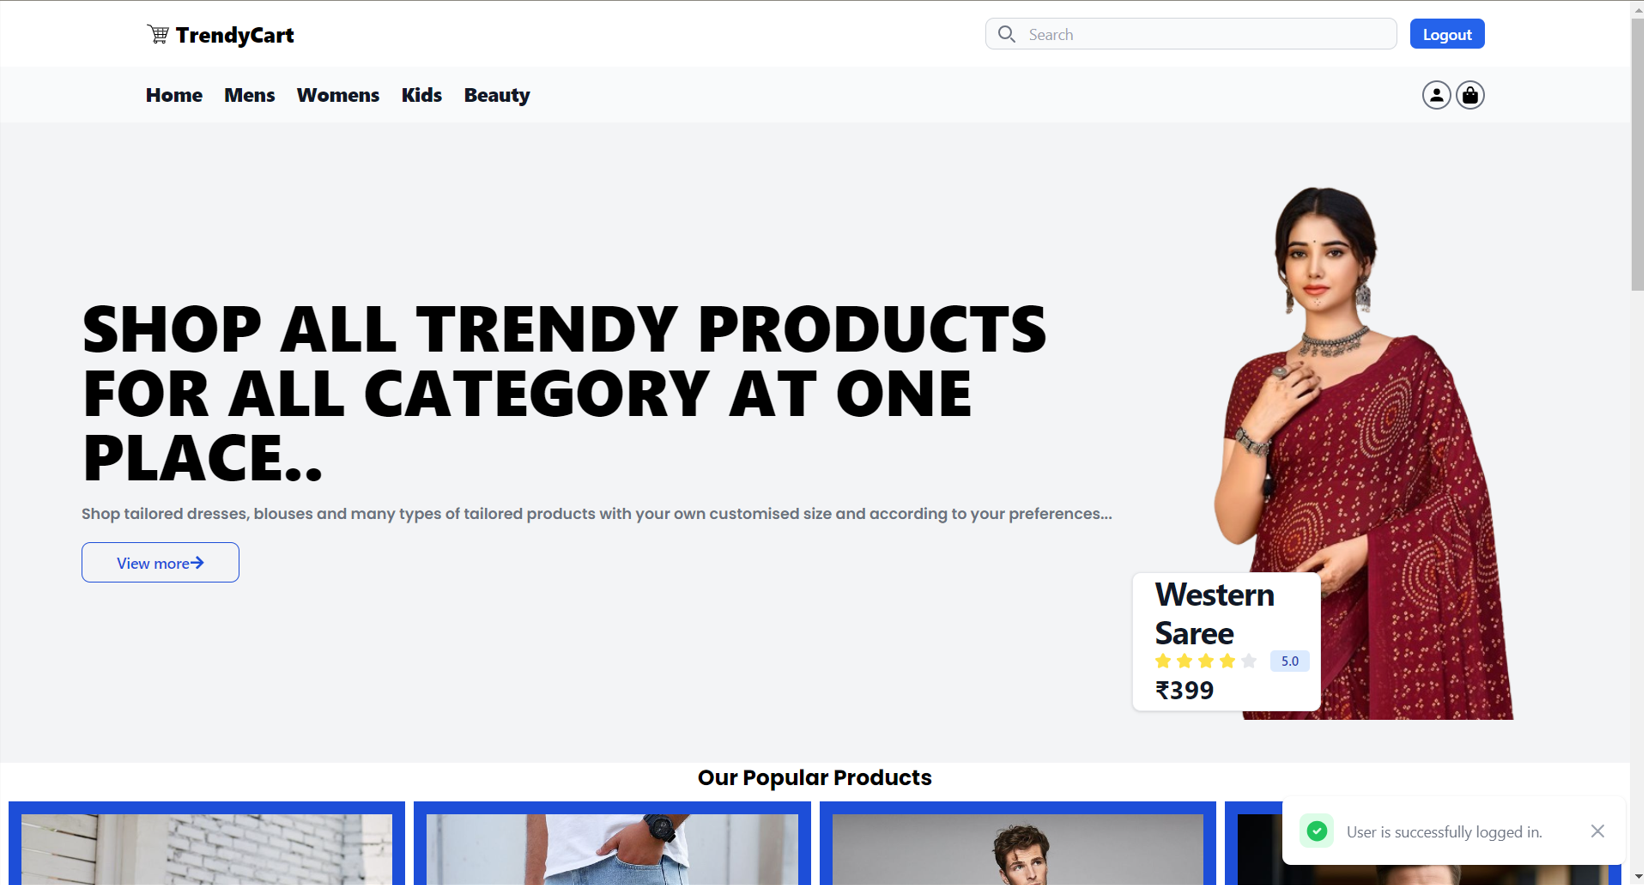 TrendyCart
Search
Logout
Home Mens Womens Kids Beauty
SHOP ALL TRENDY PRODUCTS
FOR ALL CATEGORY AT ONE
PLACE..
Shop tailored dresses, blouses and many types of tailored products with your own customised size and according to your preferences...
View more
Western
Saree
5.0
₹399
Our Popular Products
User is successfully logged in.